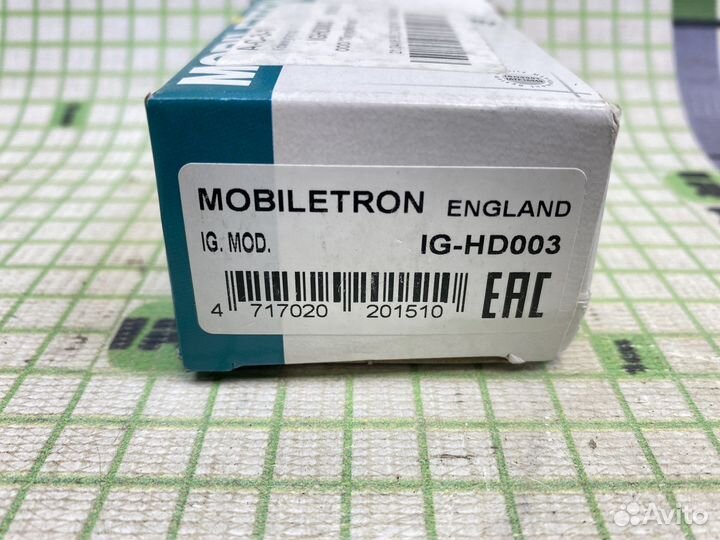 MOBILETRON ENGLAND
IG. MOD. IG-HD003
4 717020 201510 EAC
Avito